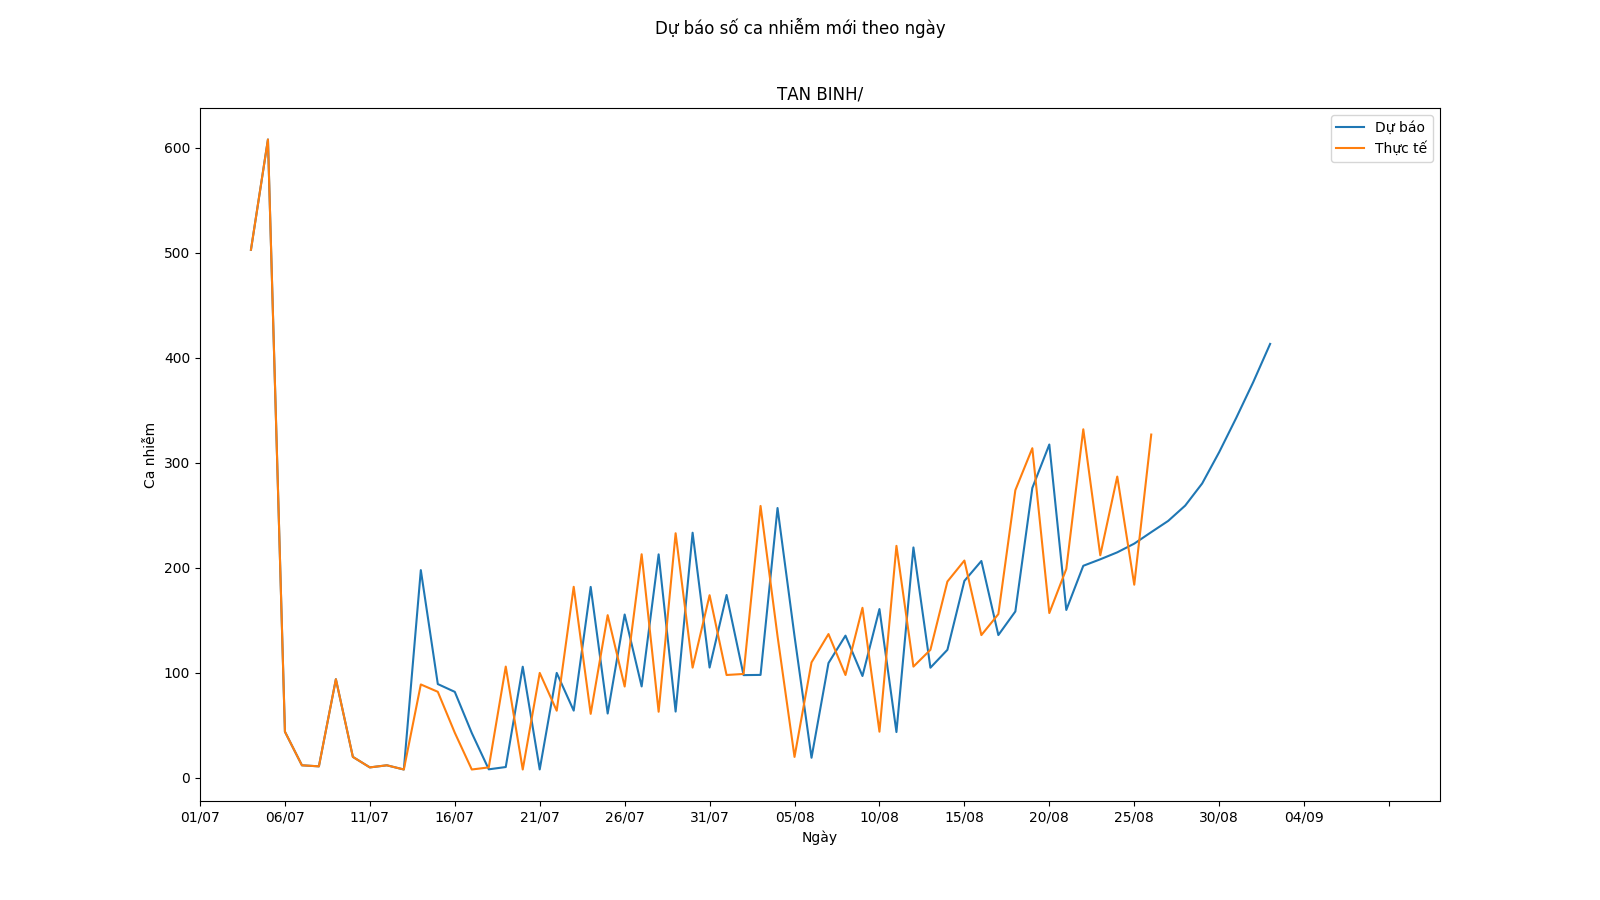 Dự báo số ca nhiễm mới theo ngày
TAN BINH/
Dự báo
Thực tế
600
500
400
300
200
100
0
Ca nhiễm
01/07 06/07 11/07 16/07 21/07 26/07 31/07 05/08 10/08 15/08 20/08 25/08 30/08 04/09
Ngày